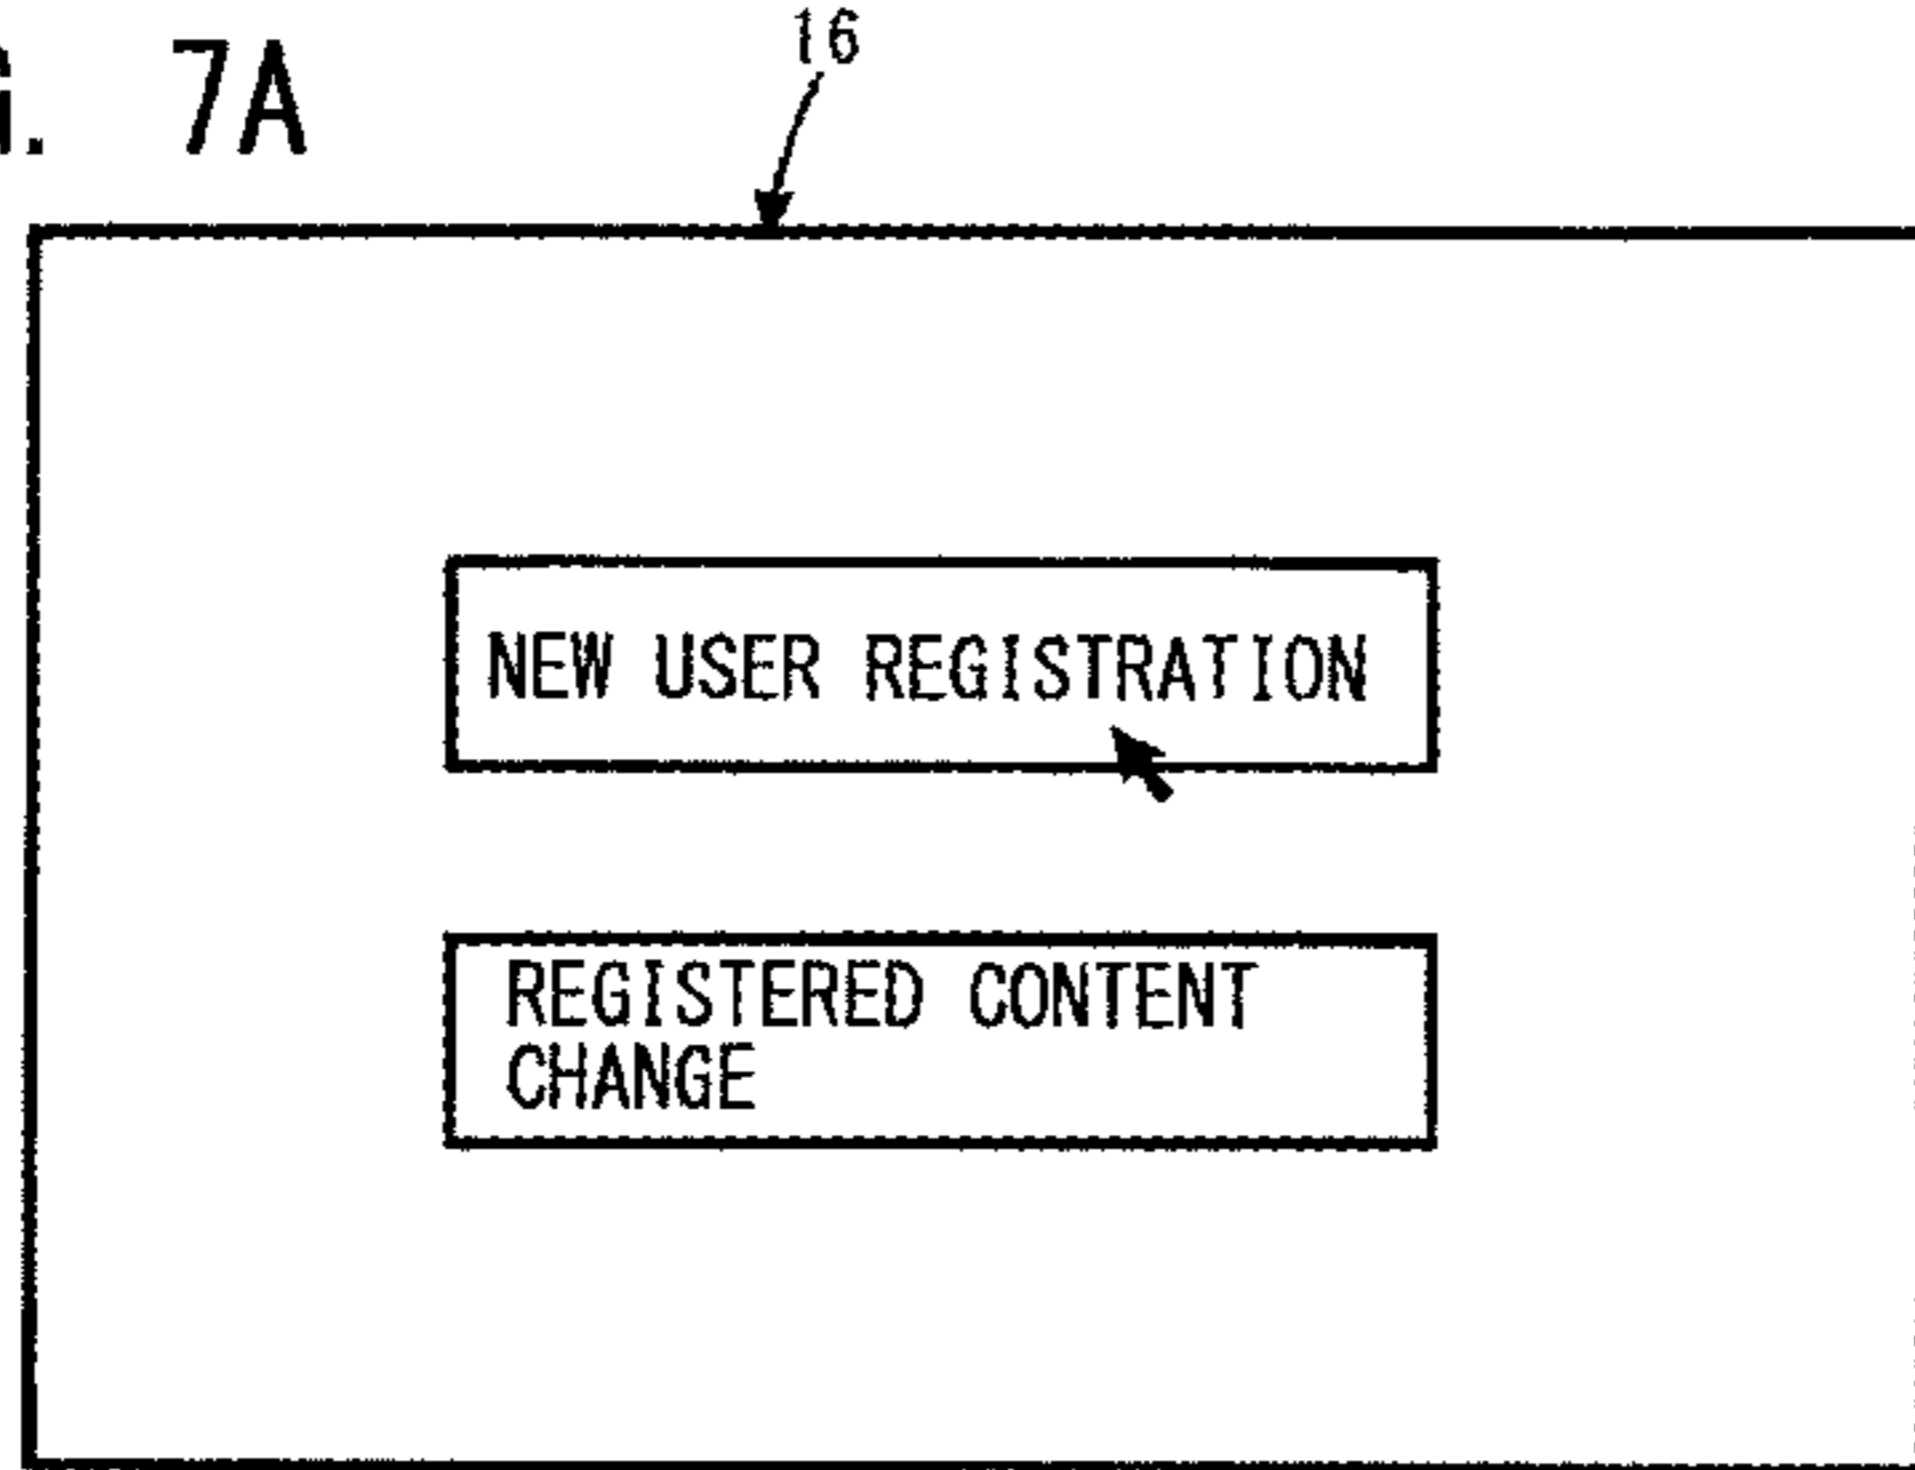 G. 7A
16
NEW USER REGISTRATION
REGISTERED CONTENT
CHANGE